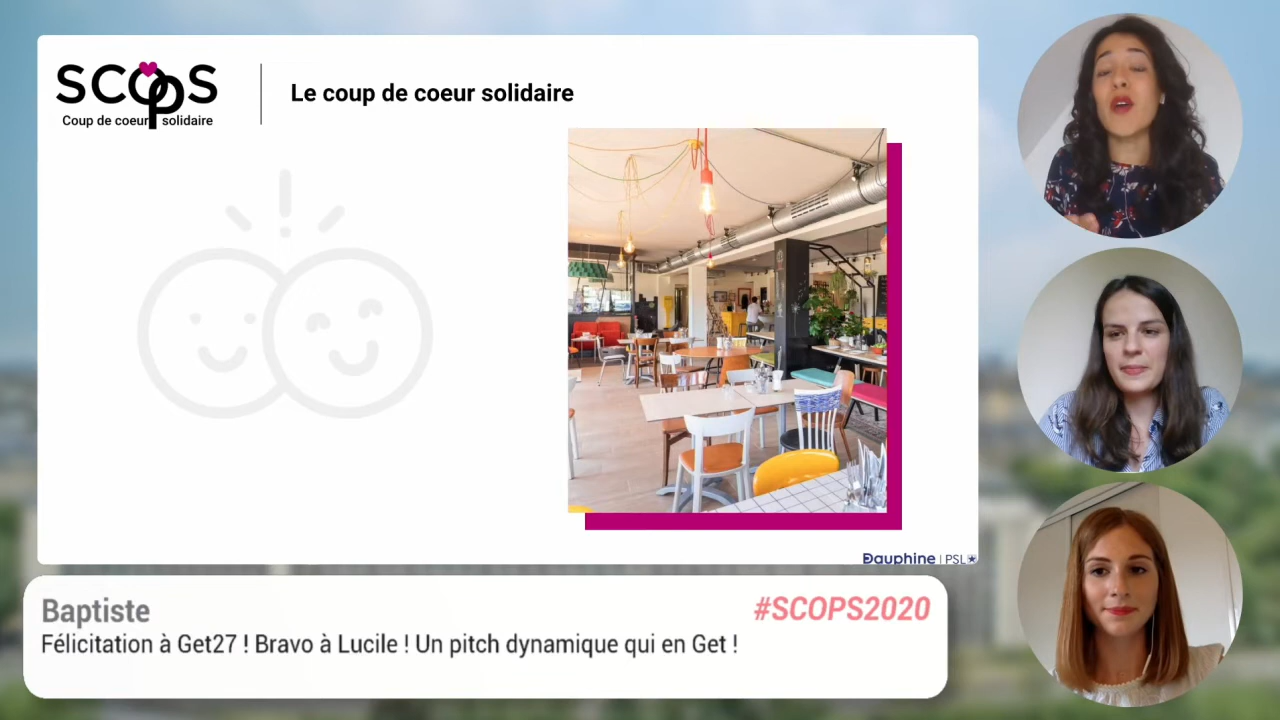 SCOPS
Coup de coeur solidaire
Le coup de coeur solidaire
Dauphine | PSL
Baptiste
#SCOPS2020
Félicitation à Get27 ! Bravo à Lucile ! Un pitch dynamique qui en Get !